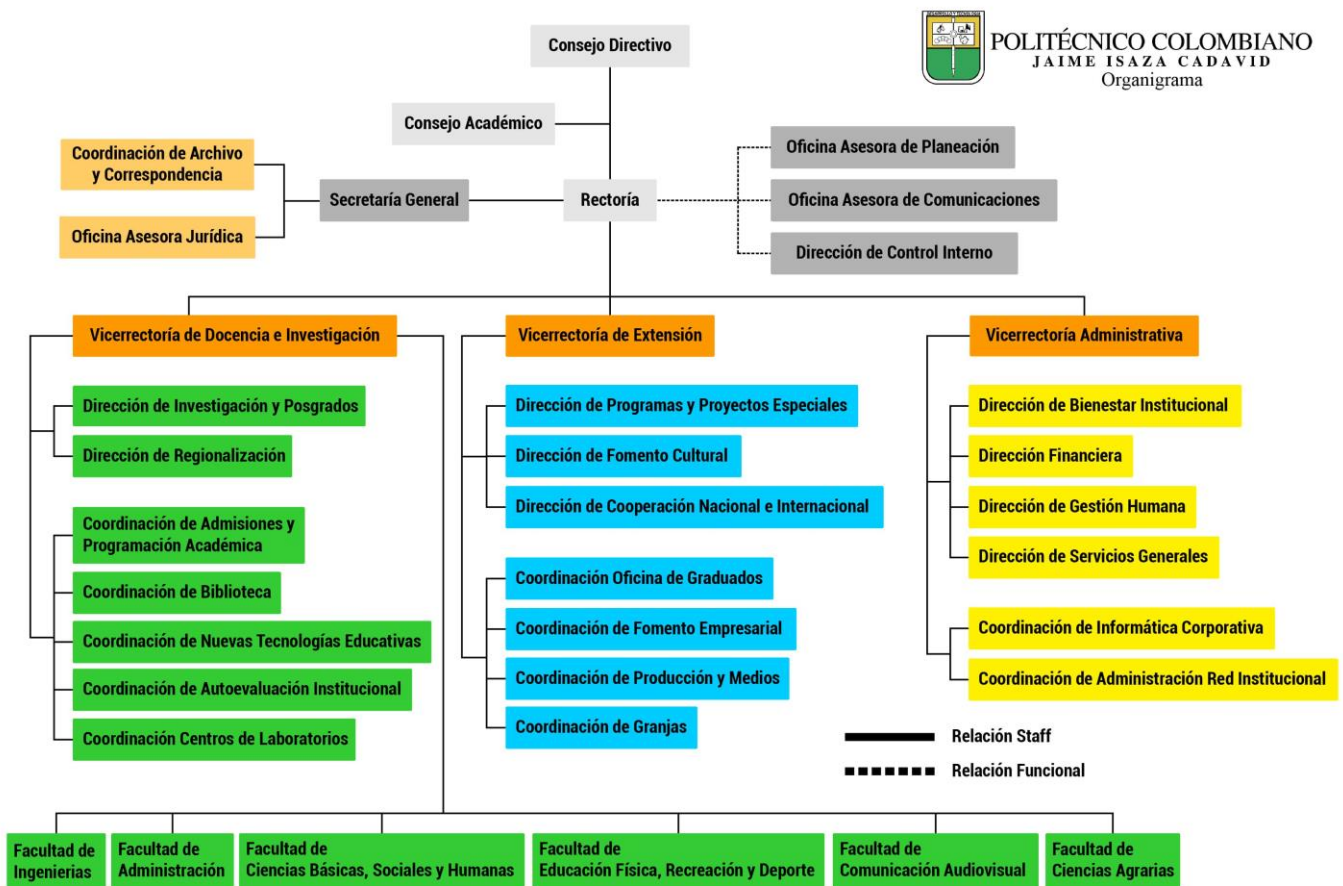 POLITÉCNICO COLOMBIANO
JAIME ISAZA CADAVID
Organigrama
Consejo Directivo
Consejo Académico
Coordinación de Archivo
y Correspondencia
Oficina Asesora Jurídica
Secretaría General
Rectoría
Oficina Asesora de Planeación
Oficina Asesora de Comunicaciones
Dirección de Control Interno
Vicerrectoría de Docencia e Investigación
Dirección de Investigación y Posgrados
Dirección de Regionalización
Coordinación de Admisiones y
Programación Académica
Coordinación de Biblioteca
Coordinación de Nuevas Tecnologías Educativas
Coordinación de Autoevaluación Institucional
Coordinación Centros de Laboratorios
Vicerrectoría de Extensión
Dirección de Programas y Proyectos Especiales
Dirección de Fomento Cultural
Dirección de Cooperación Nacional e Internacional
Coordinación Oficina de Graduados
Coordinación de Fomento Empresarial
Coordinación de Producción y Medios
Coordinación de Granjas
Vicerrectoría Administrativa
Dirección de Bienestar Institucional
Dirección Financiera
Dirección de Gestión Humana
Dirección de Servicios Generales
Coordinación de Informática Corporativa
Coordinación de Administración Red Institucional
Relación Staff
Relación Funcional
Facultad de
Ingenierias
Facultad de
Administración
Facultad de
Ciencias Básicas, Sociales y Humanas
Facultad de
Educación Física, Recreación y Deporte
Facultad de
Comunicación Audiovisual
Facultad de
Ciencias Agrarias